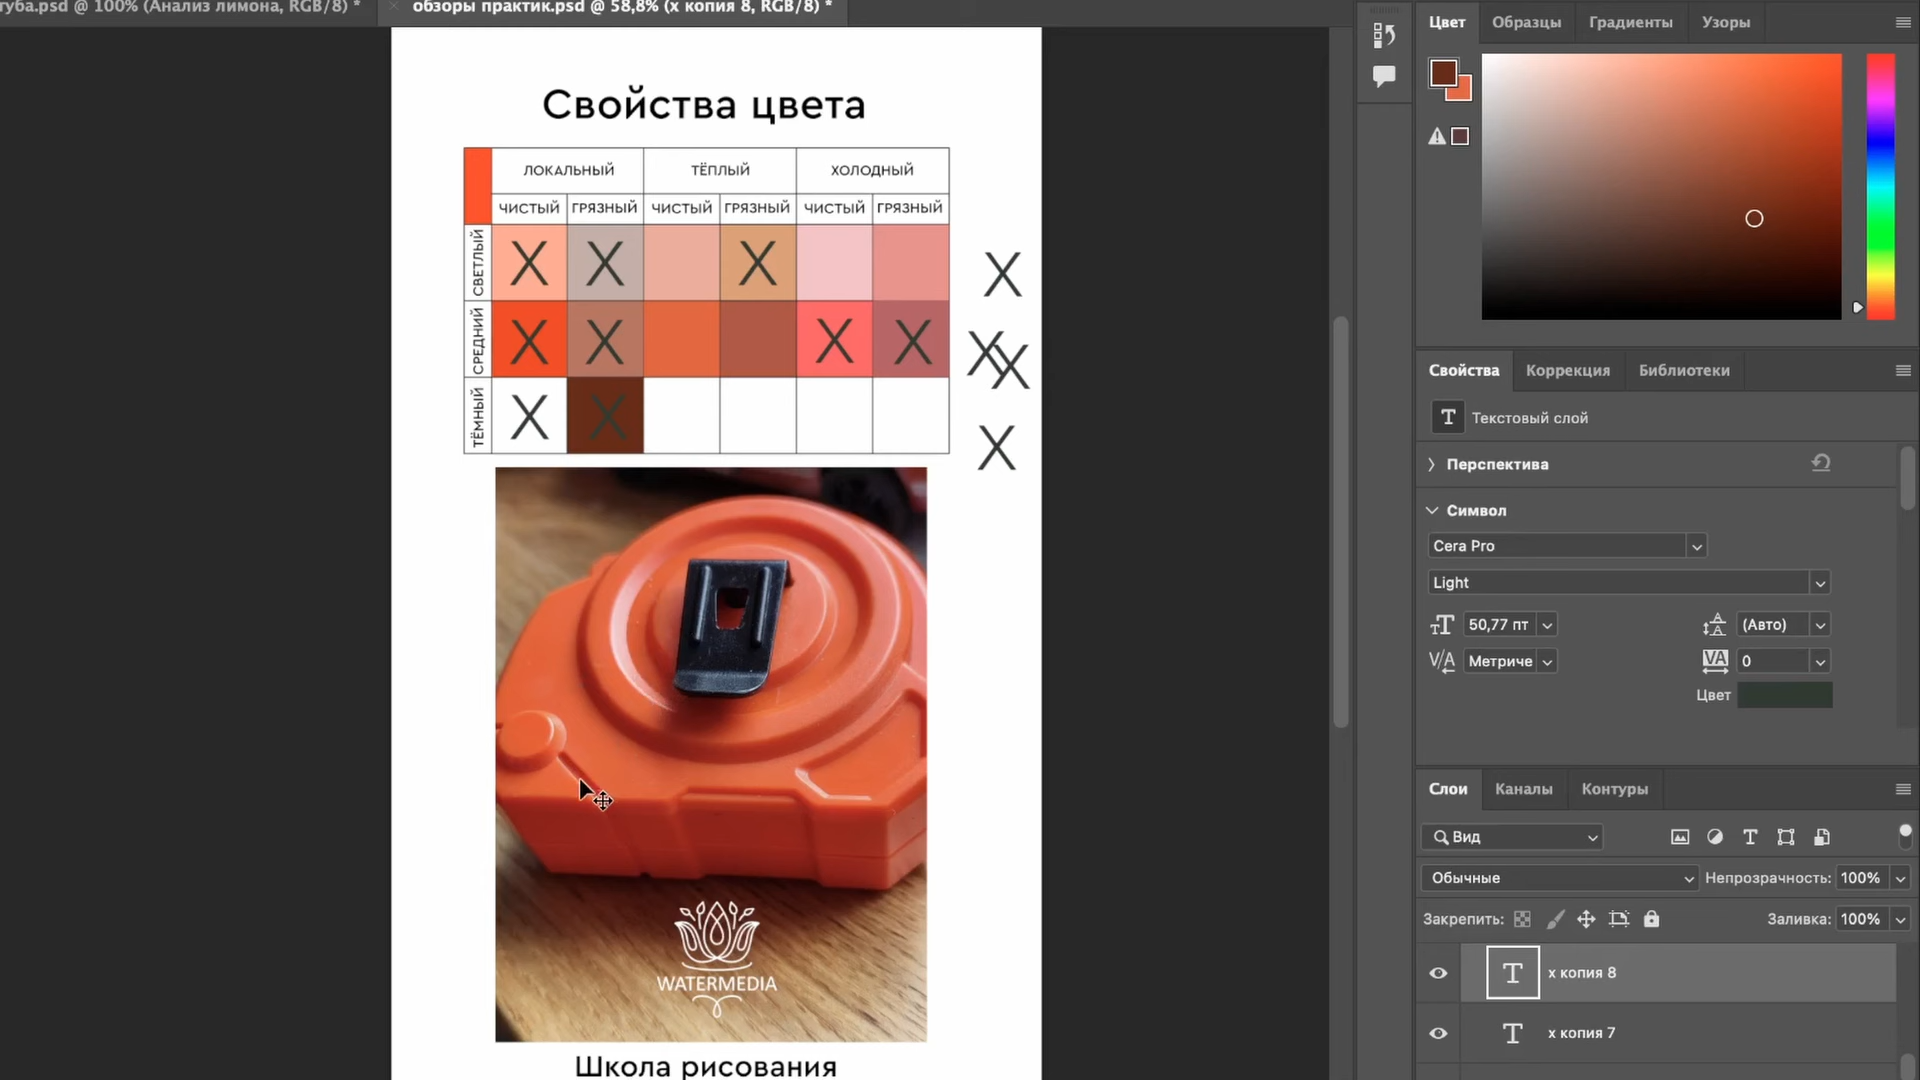 туба.psd @ 100% (Анализ лимона, RGB/8) *
обзоры практик.psd @ 58,8% (х копия 8, RGB/8) *
Свойства цвета
ЛОКАЛЬНЫЙ ТЁПЛЫЙ ХОЛОДНЫЙ
ЧИСТЫЙ ГРЯЗНЫЙ ЧИСТЫЙ ГРЯЗНЫЙ ЧИСТЫЙ ГРЯЗНЫЙ
СВЕТЛЫЙ X X X X
СРЕДНИЙ X X X X X X
ТЁМНЫЙ X X X
WATERMEDIA
Школа рисования
Цвет Образцы Градиенты Узоры
Свойства Коррекция Библиотеки
T Текстовый слой
Перспектива
Символ
Cera Pro
Light
50,77 пт (Авто)
Метриче 0
Цвет
Слои Каналы Контуры
Вид
Обычные Непрозрачность: 100%
Закрепить: Заливка: 100%
T х копия 8
T х копия 7